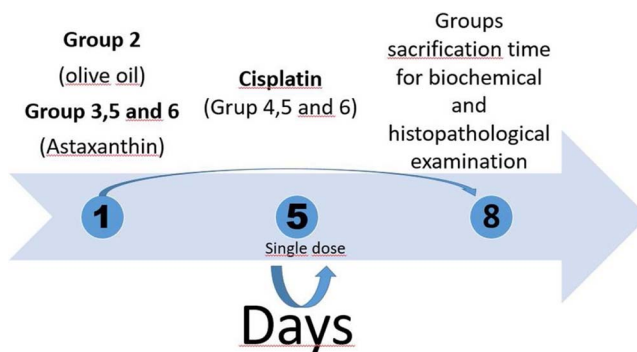 Group 2
(olive oil)
Group 3,5 and 6
(Astaxanthin)
Cisplatin
(Grup 4,5 and 6)
Groups
sacrification time
for biochemical
and
histopathological
examination
1
5
8
Single dose
Days